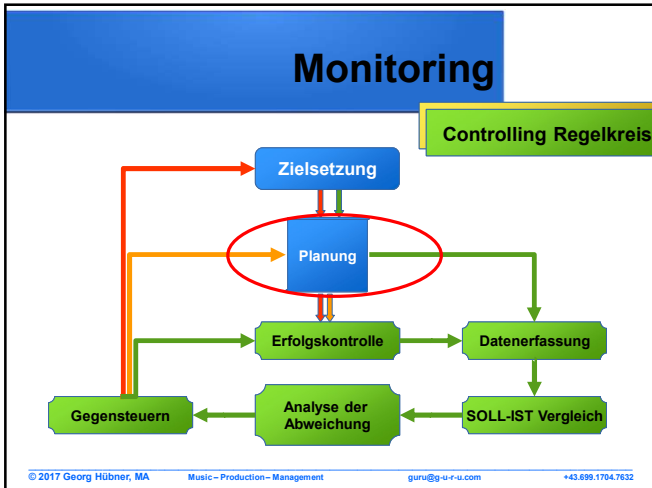 Monitoring
Controlling Regelkreis
Zielsetzung
Planung
Erfolgskontrolle
Datenerfassung
Gegensteuern
Analyse der
Abweichung
SOLL-IST Vergleich
© 2017 Georg Hübner, MA Music – Production – Management guru@g-u-r-u.com +43.699.1704.7632